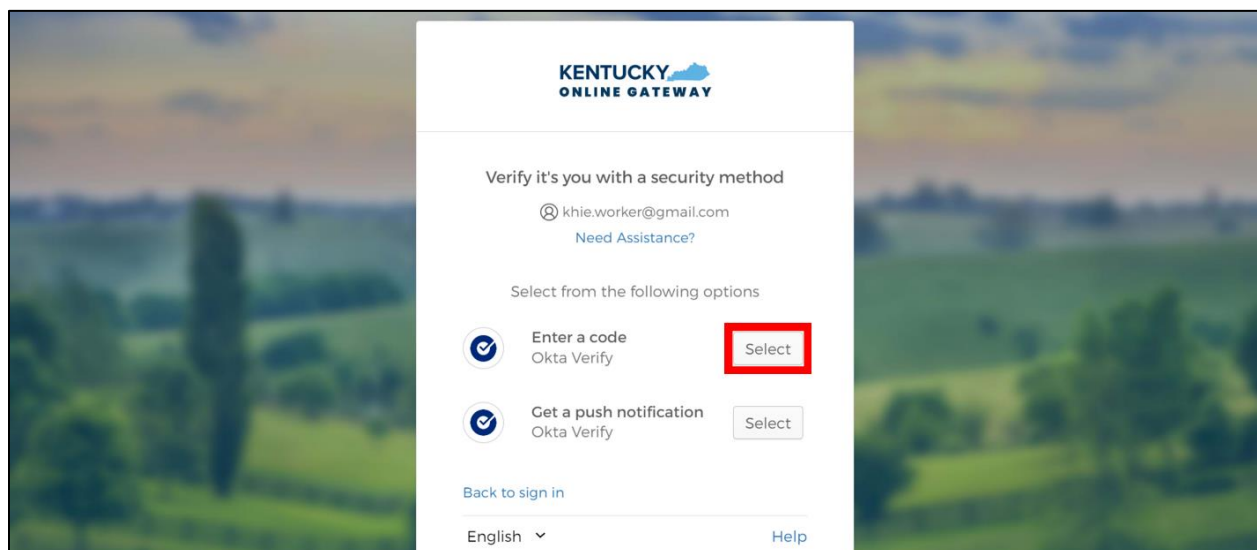 KENTUCKY
ONLINE GATEWAY
Verify it's you with a security method
khie.worker@gmail.com
Need Assistance?
Select from the following options
Enter a code
Okta Verify
Select
Get a push notification
Okta Verify
Select
Back to sign in
English
Help